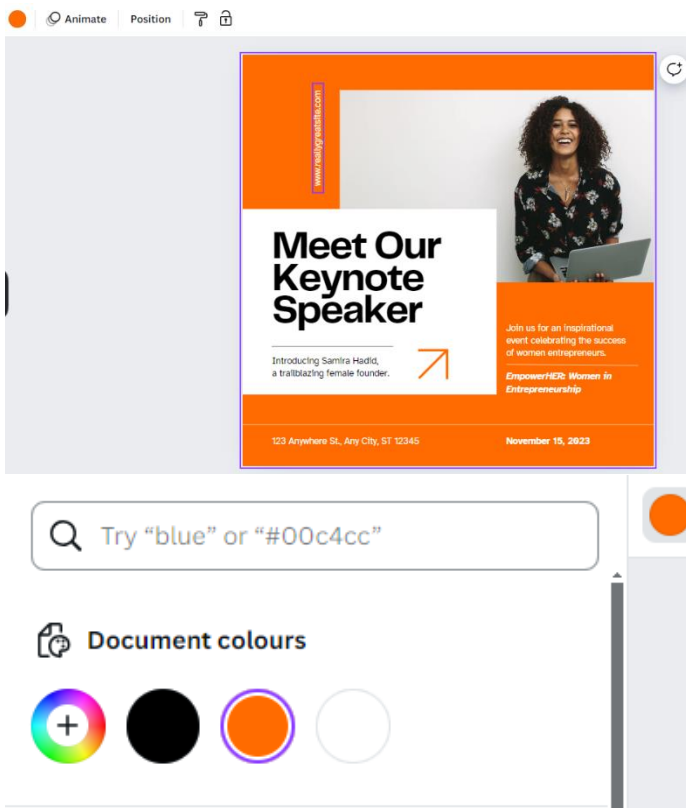 Animate Position
www.reallygreatsite.com
Meet Our
Keynote
Speaker
Introducing Samira Hadid,
a trailblazing female founder.
Join us for an inspirational
event celebrating the success
of women entrepreneurs.
EmpowerHER: Women in
Entrepreneurship
123 Anywhere St., Any City, ST 12345
November 15, 2023
Try “blue” or “#00c4cc”
Document colours